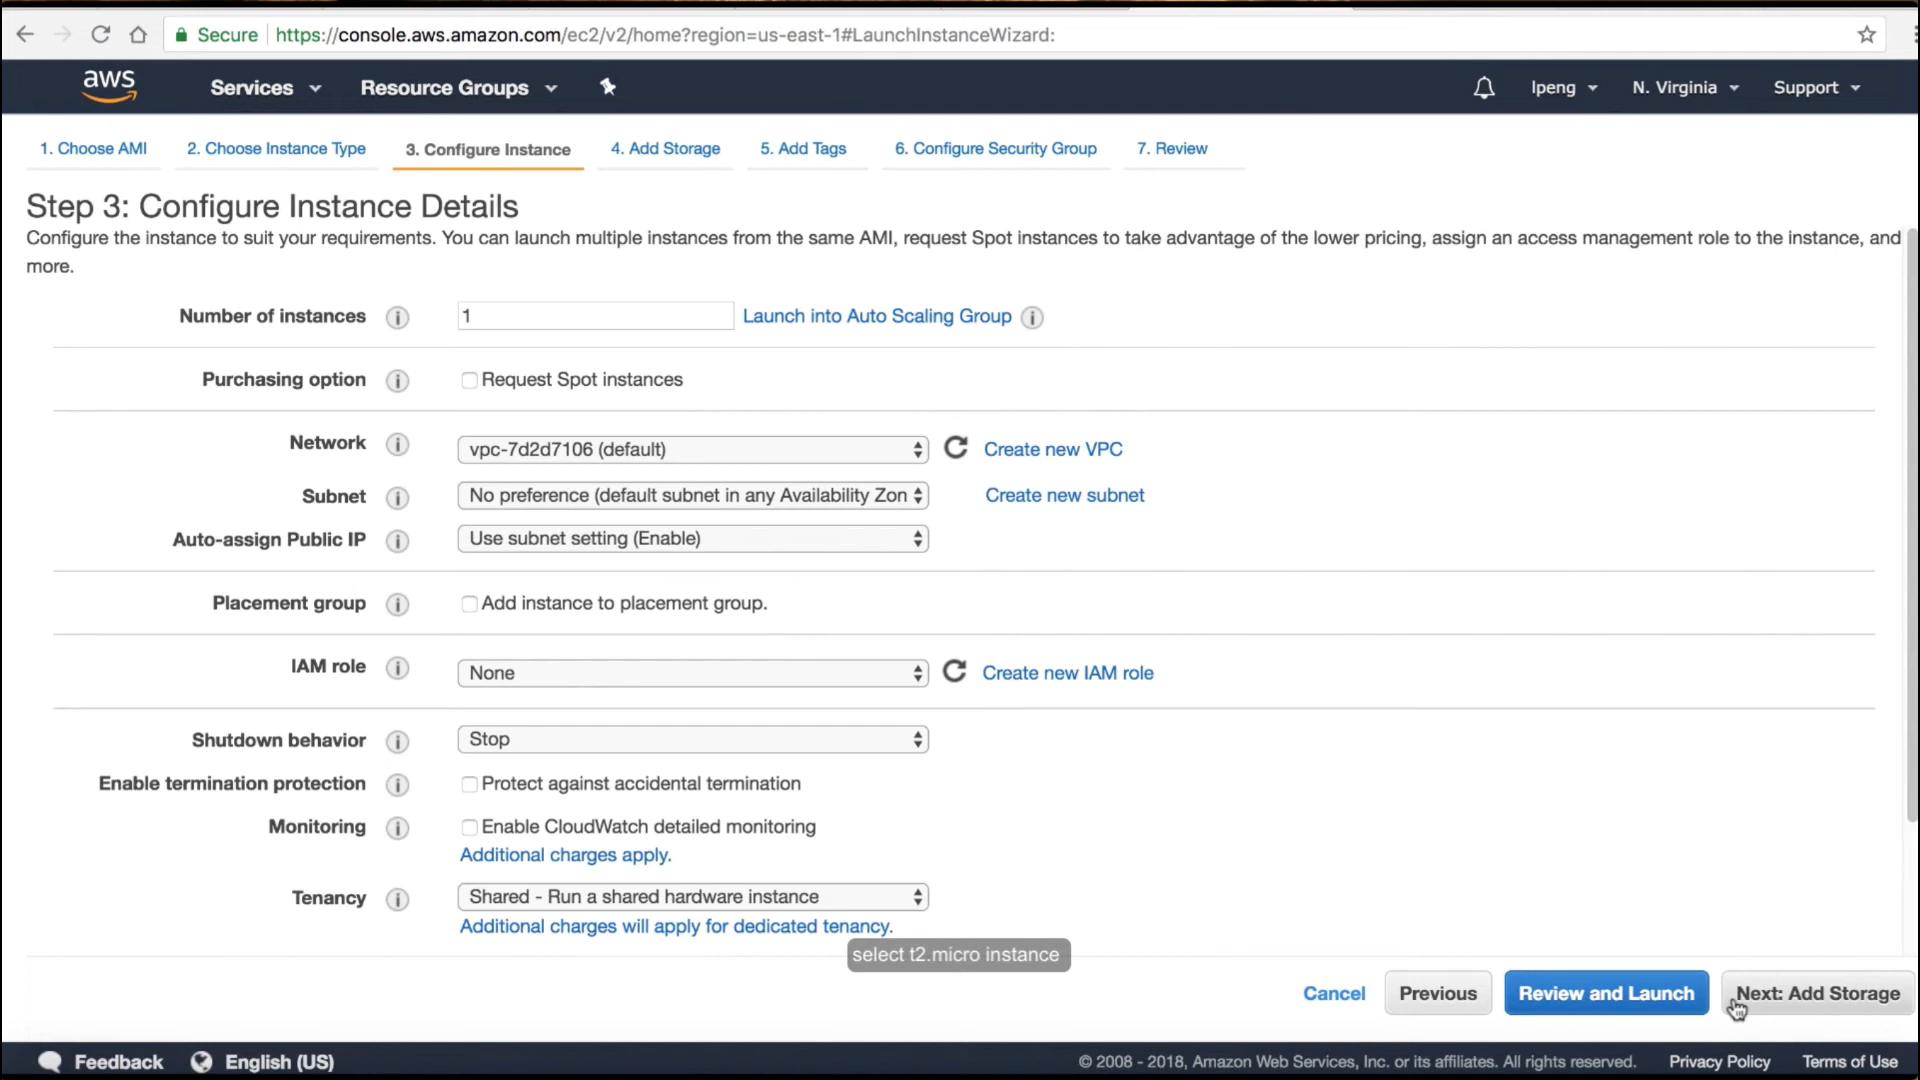 Secure https://console.aws.amazon.com/ec2/v2/home?region=us-east-1#LaunchInstanceWizard:
aws Services Resource Groups Ipeng N. Virginia Support
1. Choose AMI 2. Choose Instance Type 3. Configure Instance 4. Add Storage 5. Add Tags 6. Configure Security Group 7. Review
Step 3: Configure Instance Details
Configure the instance to suit your requirements. You can launch multiple instances from the same AMI, request Spot instances to take advantage of the lower pricing, assign an access management role to the instance, and
more.
Number of instances i 1 Launch into Auto Scaling Group i
Purchasing option i Request Spot instances
Network i vpc-7d2d7106 (default) Create new VPC
Subnet i No preference (default subnet in any Availability Zon Create new subnet
Auto-assign Public IP i Use subnet setting (Enable)
Placement group i Add instance to placement group.
IAM role i None Create new IAM role
Shutdown behavior i Stop
Enable termination protection i Protect against accidental termination
Monitoring i Enable CloudWatch detailed monitoring
Additional charges apply.
Tenancy i Shared - Run a shared hardware instance
Additional charges will apply for dedicated tenancy.
select t2.micro instance
Cancel Previous Review and Launch Next: Add Storage
Feedback English (US) © 2008 - 2018, Amazon Web Services, Inc. or its affiliates. All rights reserved. Privacy Policy Terms of Use